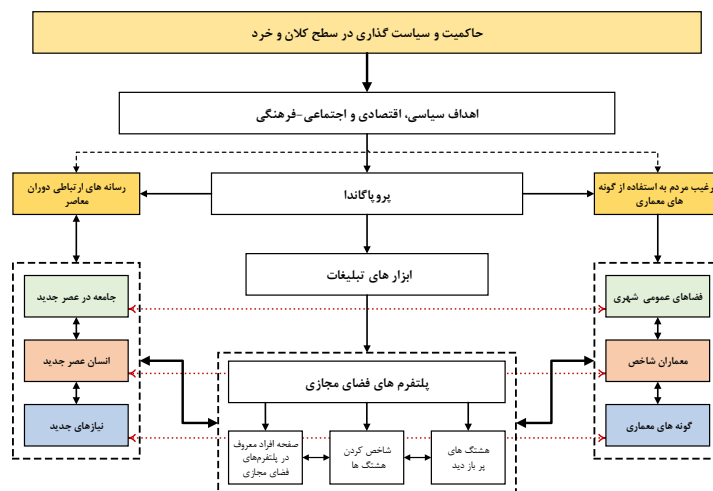 حاکمیت و سیاست گذاری در سطح کلان و خرد
اهداف سیاسی، اقتصادی و اجتماعی-فرهنگی
رغیب مردم به استفاده از گونه
های معماری
پروپاگاندا
رسانه های ارتباطی دوران
معاصر
ابزار های تبلیغات
فضاهای عمومی شهری
معماران شاخص
گونه های معماری
جامعه در عصر جدید
انسان عصر جدید
نیازهای جدید
پلتفرم های فضای مجازی
هشتگ های
پر باز دید
شاخص کردن
هشتگ ها
صفحه افراد معروف
در پلتفرم‌های
فضای مجازی